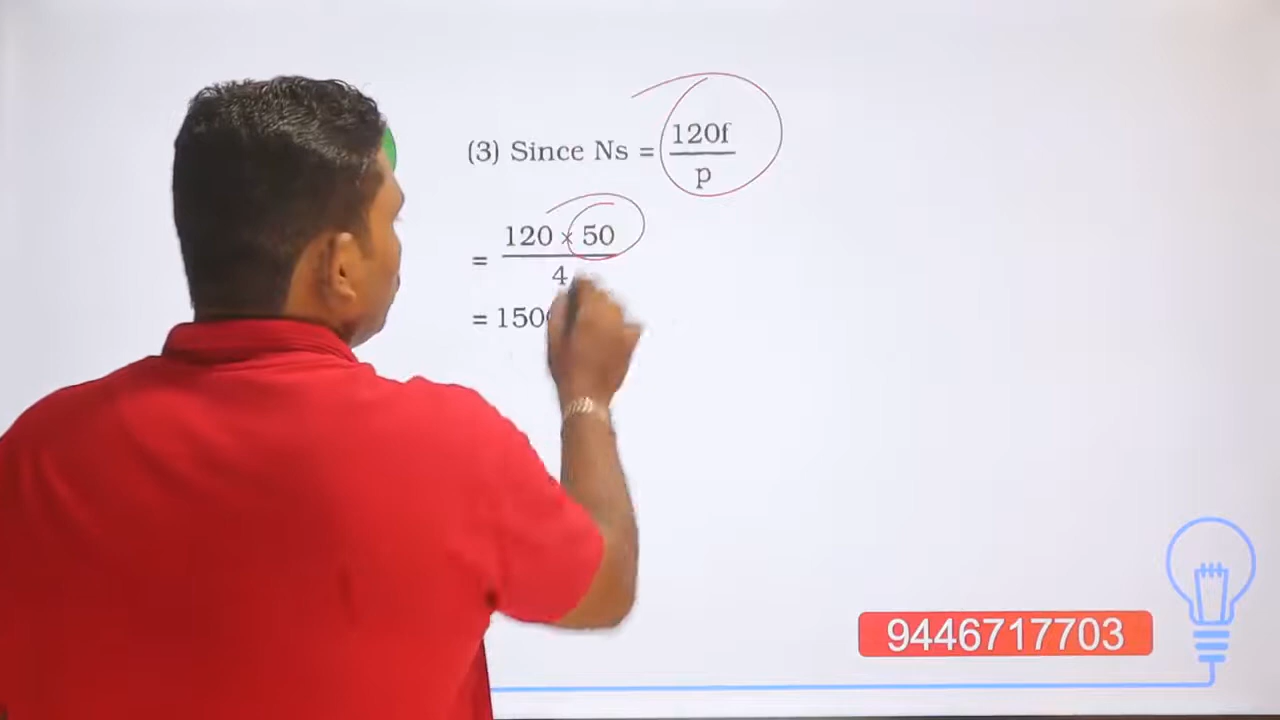 (3) Since Ns = 120f / p
= 120 × 50 / 4
= 150
9446717703